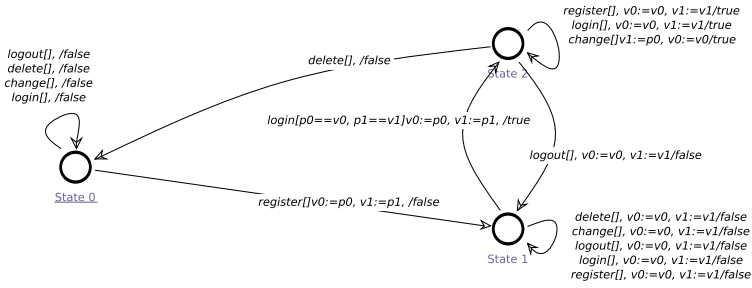 register[], v0:=v0, v1:=v1/true
login[], v0:=v0, v1:=v1/true
change[]v1:=p0, v0:=v0/true
logout[], /false
delete[], /false
change[], /false
login[], /false
delete[], /false
State 2
login[p0==v0, p1==v1]v0:=p0, v1:=p1, /true
logout[], v0:=v0, v1:=v1/false
State 0
register[]v0:=p0, v1:=p1, /false
delete[], v0:=v0, v1:=v1/false
change[], v0:=v0, v1:=v1/false
logout[], v0:=v0, v1:=v1/false
login[], v0:=v0, v1:=v1/false
register[], v0:=v0, v1:=v1/false
State 1